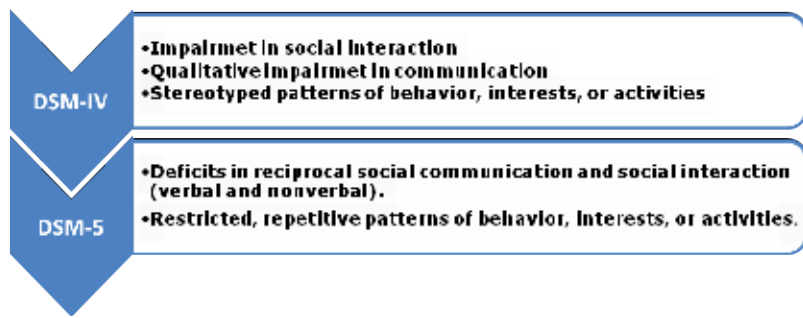 DSM-IV
•Impairmet in social interaction
•Qualitative impairmet in communication
•Stereotyped patterns of behavior, interests, or activities
DSM-5
•Deficits in reciprocal social communication and social interaction
(verbal and nonverbal).
•Restricted, repetitive patterns of behavior, interests, or activities.